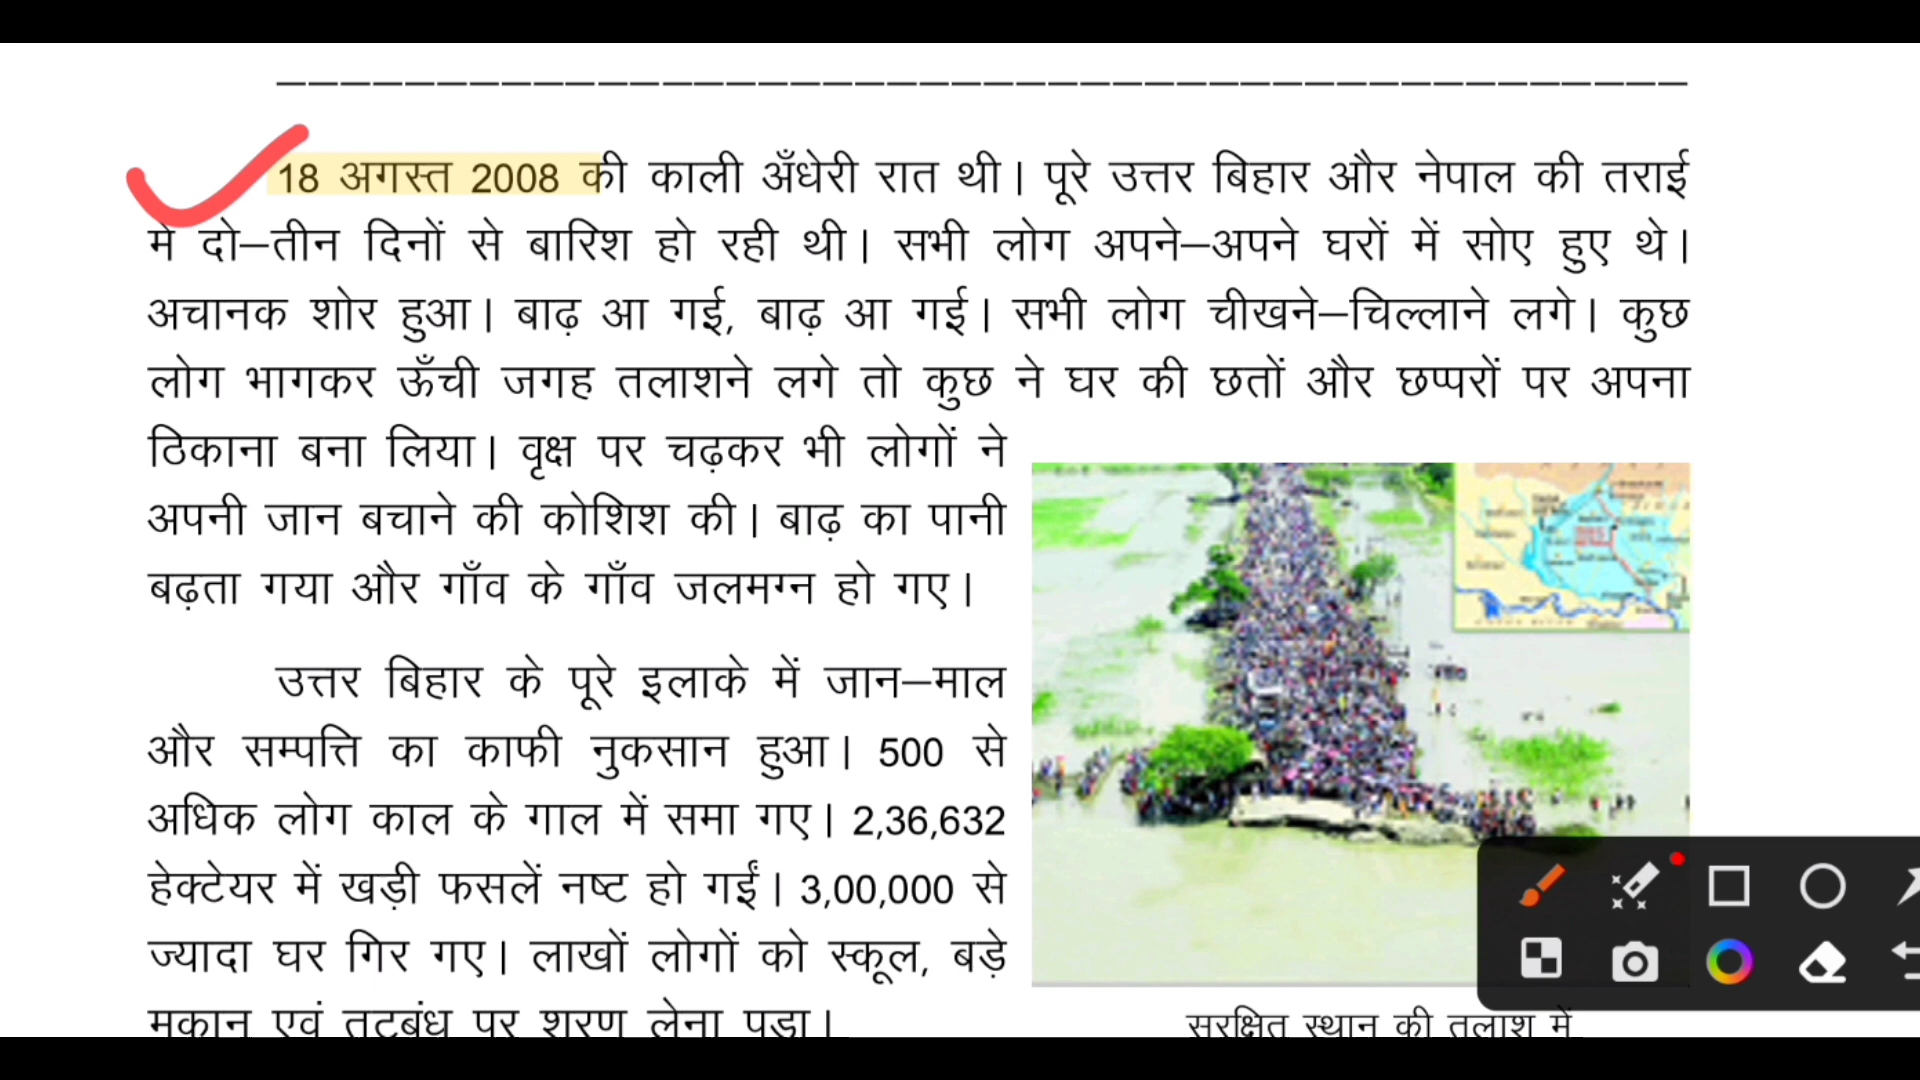 18 अगस्त 2008 की काली अँधेरी रात थी। पूरे उत्तर बिहार और नेपाल की तराई
में दो–तीन दिनों से बारिश हो रही थी। सभी लोग अपने–अपने घरों में सोए हुए थे।
अचानक शोर हुआ। बाढ़ आ गई, बाढ़ आ गई। सभी लोग चीखने–चिल्लाने लगे। कुछ
लोग भागकर ऊँची जगह तलाशने लगे तो कुछ ने घर की छतों और छप्परों पर अपना
ठिकाना बना लिया। वृक्ष पर चढ़कर भी लोगों ने
अपनी जान बचाने की कोशिश की। बाढ़ का पानी
बढ़ता गया और गाँव के गाँव जलमग्न हो गए।
उत्तर बिहार के पूरे इलाके में जान–माल
और सम्पत्ति का काफी नुकसान हुआ। 500 से
अधिक लोग काल के गाल में समा गए। 2,36,632
हेक्टेयर में खड़ी फसलें नष्ट हो गईं। 3,00,000 से
ज्यादा घर गिर गए। लाखों लोगों को स्कूल, बड़े
मकान एवं तटबंध पर शरण लेना पड़ा।
सुरक्षित स्थान की तलाश में